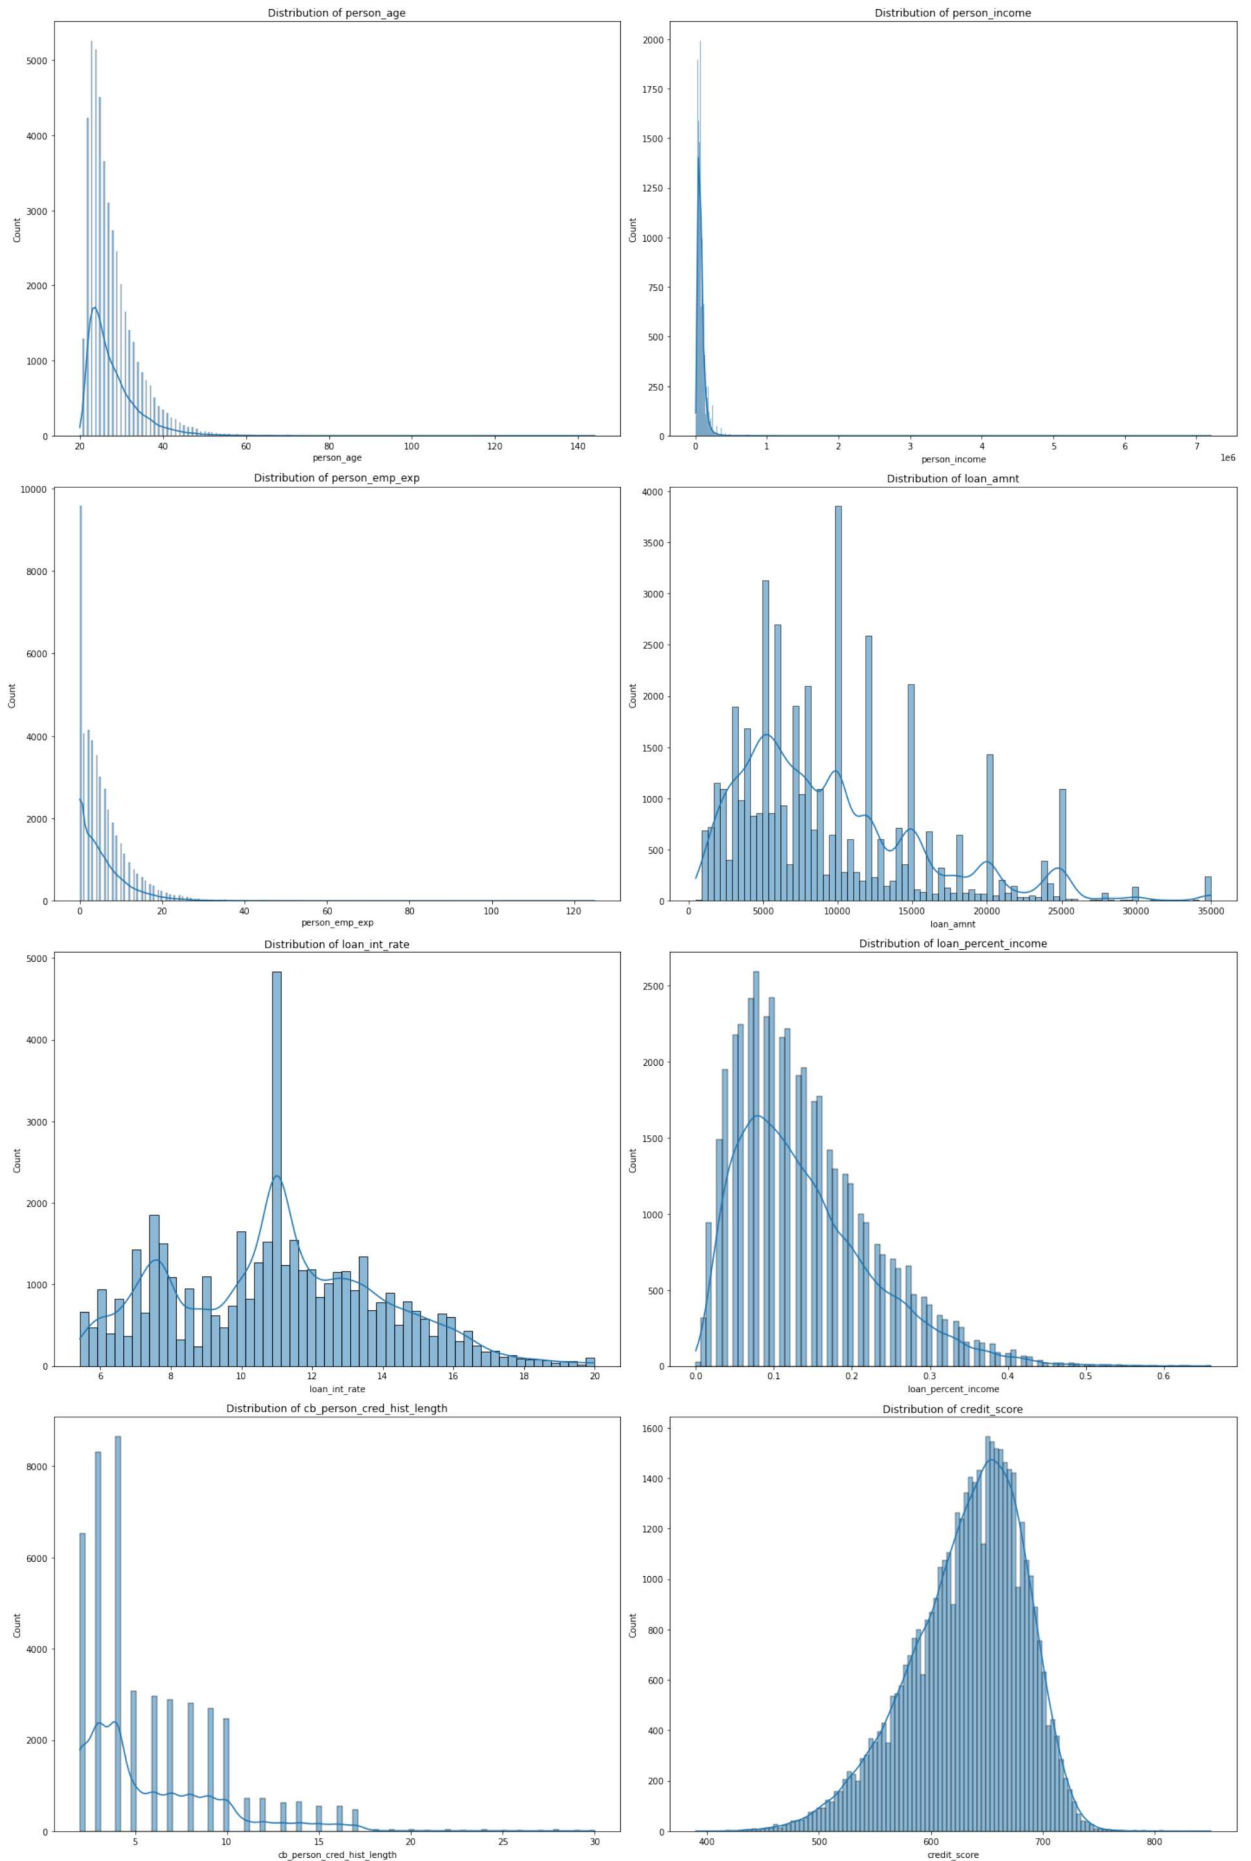 Distribution of person_age
Count
5000
4000
3000
2000
1000
0
20 40 60 80 100 120 140
person_age
Distribution of person_income
Count
2000
1750
1500
1250
1000
750
500
250
0
0 1 2 3 4 5 6 7
1e6
person_income
Distribution of person_emp_exp
Count
10000
8000
6000
4000
2000
0
0 20 40 60 80 100 120
person_emp_exp
Distribution of loan_amnt
Count
4000
3500
3000
2500
2000
1500
1000
500
0
0 5000 10000 15000 20000 25000 30000 35000
loan_amnt
Distribution of loan_int_rate
Count
5000
4000
3000
2000
1000
0
6 8 10 12 14 16 18 20
loan_int_rate
Distribution of loan_percent_income
Count
2500
2000
1500
1000
500
0
0.0 0.1 0.2 0.3 0.4 0.5 0.6
loan_percent_income
Distribution of cb_person_cred_hist_length
Count
8000
6000
4000
2000
0
5 10 15 20 25 30
cb_person_cred_hist_length
Distribution of credit_score
Count
1600
1400
1200
1000
800
600
400
200
0
400 500 600 700 800
credit_score